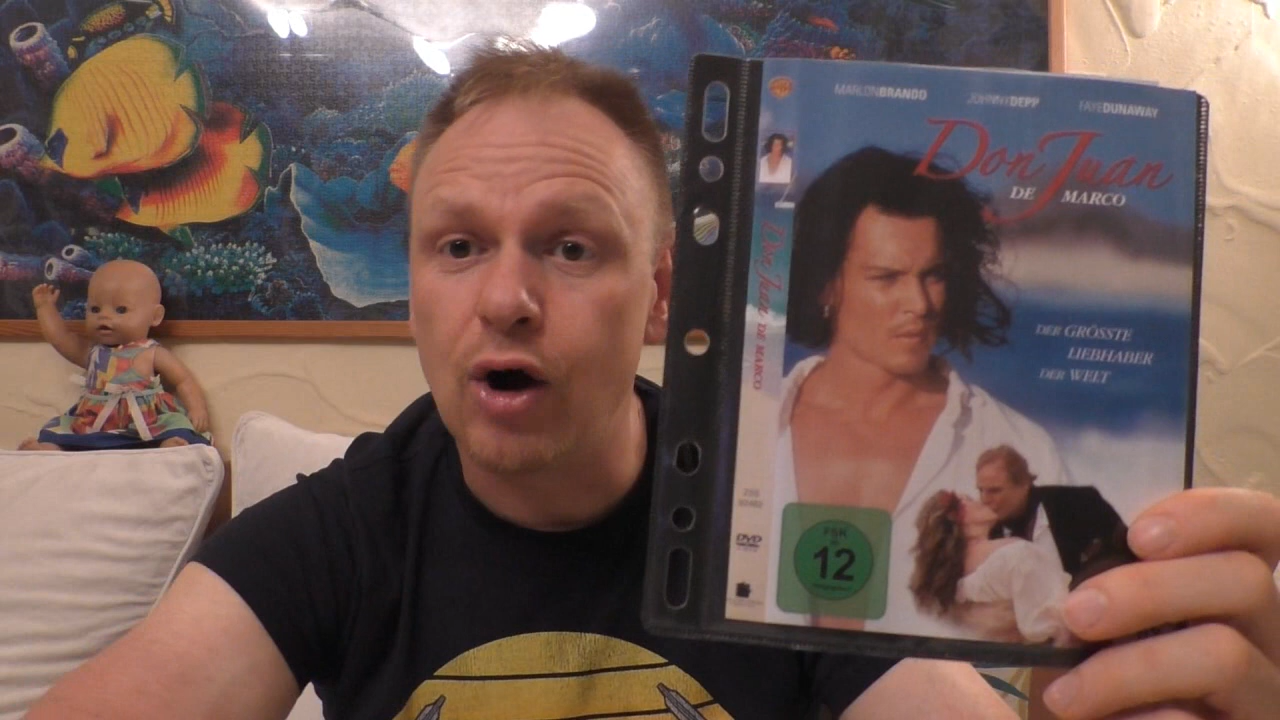 MARLON BRANDO
JOHNNY DEPP
FAYE DUNAWAY
Don Juan
DE MARCO
DER GRÖSSTE
LIEBHABER
DER WELT
Don Juan DE MARCO
FSK
12
DVD